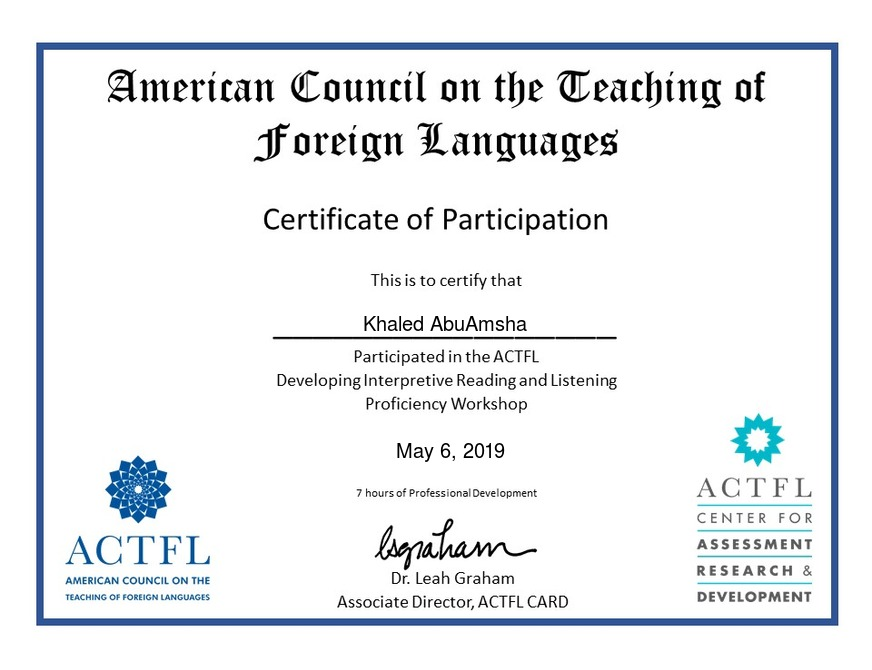 American Council on the Teaching of
Foreign Languages
Certificate of Participation
This is to certify that
Khaled AbuAmsha
Participated in the ACTFL
Developing Interpretive Reading and Listening
Proficiency Workshop
May 6, 2019
7 hours of Professional Development
lsgraham
Dr. Leah Graham
Associate Director, ACTFL CARD
ACTFL
AMERICAN COUNCIL ON THE
TEACHING OF FOREIGN LANGUAGES
ACTFL
CENTER FOR
ASSESSMENT
RESEARCH &
DEVELOPMENT